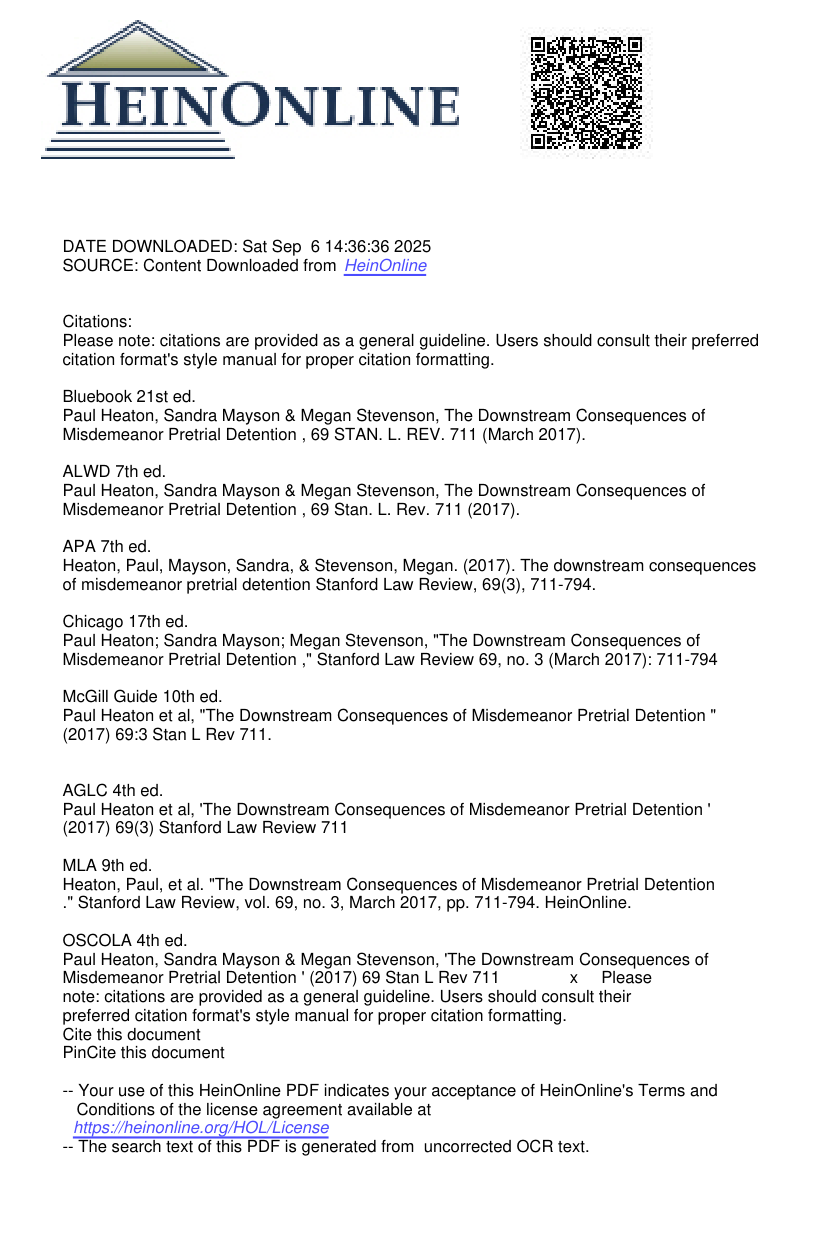 HEINONLINE
DATE DOWNLOADED: Sat Sep  6 14:36:36 2025
SOURCE: Content Downloaded from HeinOnline
Citations:
Please note: citations are provided as a general guideline. Users should consult their preferred
citation format's style manual for proper citation formatting.
Bluebook 21st ed.
Paul Heaton, Sandra Mayson & Megan Stevenson, The Downstream Consequences of
Misdemeanor Pretrial Detention , 69 STAN. L. REV. 711 (March 2017).
ALWD 7th ed.
Paul Heaton, Sandra Mayson & Megan Stevenson, The Downstream Consequences of
Misdemeanor Pretrial Detention , 69 Stan. L. Rev. 711 (2017).
APA 7th ed.
Heaton, Paul, Mayson, Sandra, & Stevenson, Megan. (2017). The downstream consequences
of misdemeanor pretrial detention Stanford Law Review, 69(3), 711-794.
Chicago 17th ed.
Paul Heaton; Sandra Mayson; Megan Stevenson, "The Downstream Consequences of
Misdemeanor Pretrial Detention ," Stanford Law Review 69, no. 3 (March 2017): 711-794
McGill Guide 10th ed.
Paul Heaton et al, "The Downstream Consequences of Misdemeanor Pretrial Detention "
(2017) 69:3 Stan L Rev 711.
AGLC 4th ed.
Paul Heaton et al, 'The Downstream Consequences of Misdemeanor Pretrial Detention '
(2017) 69(3) Stanford Law Review 711
MLA 9th ed.
Heaton, Paul, et al. "The Downstream Consequences of Misdemeanor Pretrial Detention
." Stanford Law Review, vol. 69, no. 3, March 2017, pp. 711-794. HeinOnline.
OSCOLA 4th ed.
Paul Heaton, Sandra Mayson & Megan Stevenson, 'The Downstream Consequences of
Misdemeanor Pretrial Detention ' (2017) 69 Stan L Rev 711 x Please
note: citations are provided as a general guideline. Users should consult their
preferred citation format's style manual for proper citation formatting.
Cite this document
PinCite this document
-- Your use of this HeinOnline PDF indicates your acceptance of HeinOnline's Terms and
Conditions of the license agreement available at
https://heinonline.org/HOL/License
-- The search text of this PDF is generated from  uncorrected OCR text.